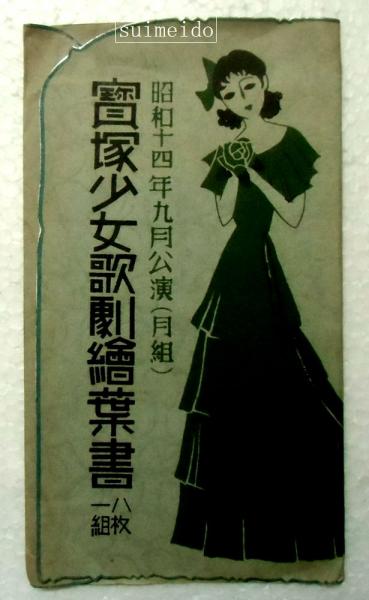 suimeido
昭和十四年九月公演(月組)
寶塚少女歌劇繪葉書
八枚
一組